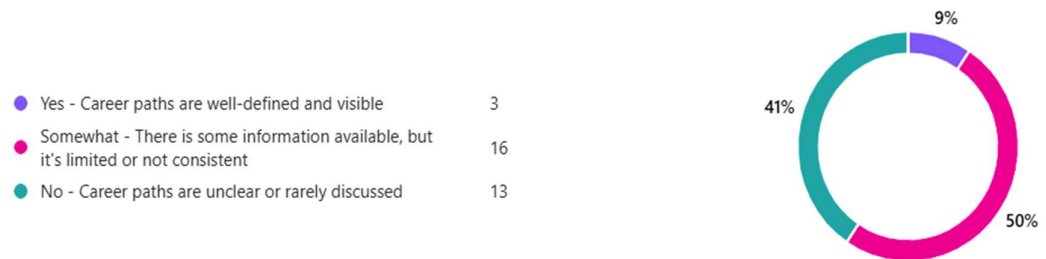 9%
Yes - Career paths are well-defined and visible 3
41%
Somewhat - There is some information available, but
it's limited or not consistent 16
No - Career paths are unclear or rarely discussed 13
50%